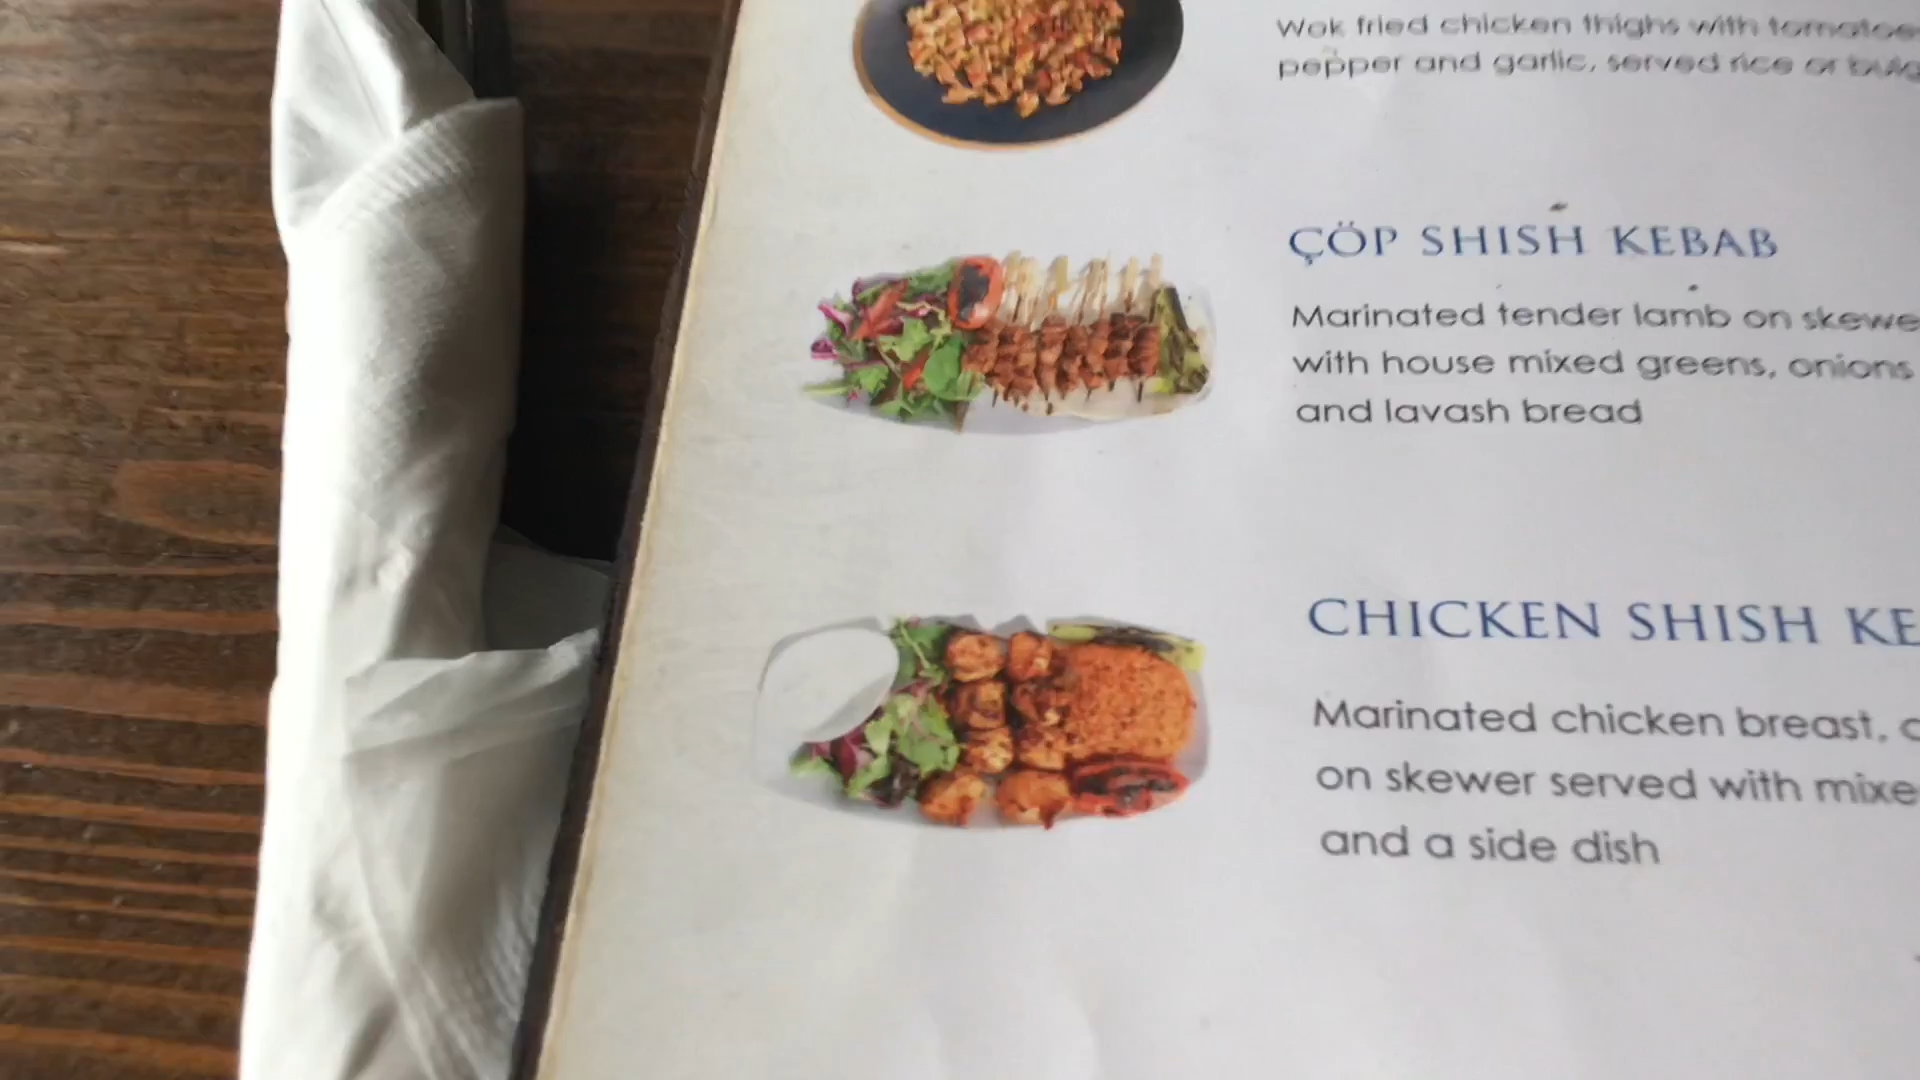 Wok fried chicken thighs with tomatoes
pepper and garlic, served rice or
ÇÖP SHISH KEBAB
Marinated tender lamb on
with house mixed greens, onions
and lavash bread
CHICKEN SHISH
Marinated chicken breast,
on skewer served with
and a side dish